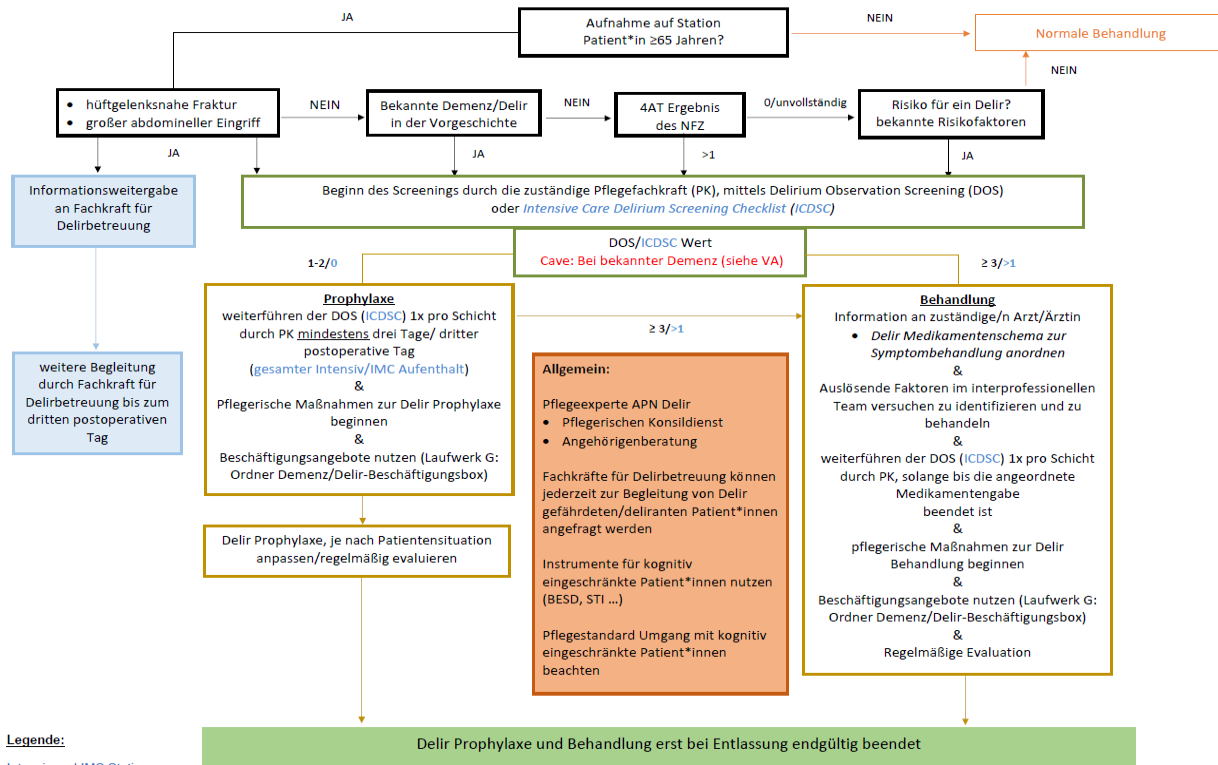 JA
Aufnahme auf Station
Patient*in ≥65 Jahren?
NEIN
Normale Behandlung
NEIN
• hüftgelenksnahe Fraktur
• großer abdomineller Eingriff
NEIN
Bekannte Demenz/Delir
in der Vorgeschichte
NEIN
4AT Ergebnis
des NFZ
0/unvollständig
Risiko für ein Delir?
bekannte Risikofaktoren
JA
JA
>1
JA
Informationsweitergabe
an Fachkraft für
Delirbetreuung
Beginn des Screenings durch die zuständige Pflegefachkraft (PK), mittels Delirium Observation Screening (DOS)
oder Intensive Care Delirium Screening Checklist (ICDSC)
DOS/ICDSC Wert
Cave: Bei bekannter Demenz (siehe VA)
1-2/0
≥ 3/>1
weitere Begleitung
durch Fachkraft für
Delirbetreuung bis zum
dritten postoperativen
Tag
Prophylaxe
weiterführen der DOS (ICDSC) 1x pro Schicht
durch PK mindestens drei Tage/ dritter
postoperative Tag
(gesamter Intensiv/IMC Aufenthalt)
&
Pflegerische Maßnahmen zur Delir Prophylaxe
beginnen
&
Beschäftigungsangebote nutzen (Laufwerk G:
Ordner Demenz/Delir-Beschäftigungsbox)
≥ 3/>1
Delir Prophylaxe, je nach Patientensituation
anpassen/regelmäßig evaluieren
Allgemein:
Pflegeexperte APN Delir
• Pflegerischen Konsildienst
• Angehörigenberatung
Fachkräfte für Delirbetreuung können
jederzeit zur Begleitung von Delir
gefährdeten/deliranten Patient*innen
angefragt werden
Instrumente für kognitiv
eingeschränkte Patient*innen nutzen
(BESD, STI ...)
Pflegestandard Umgang mit kognitiv
eingeschränkte Patient*innen
beachten
Behandlung
Information an zuständige/n Arzt/Ärztin
• Delir Medikamentenschema zur
Symptombehandlung anordnen
&
Auslösende Faktoren im interprofessionellen
Team versuchen zu identifizieren und zu
behandeln
&
weiterführen der DOS (ICDSC) 1x pro Schicht
durch PK, solange bis die angeordnete
Medikamentengabe
beendet ist
&
pflegerische Maßnahmen zur Delir
Behandlung beginnen
&
Beschäftigungsangebote nutzen (Laufwerk G:
Ordner Demenz/Delir-Beschäftigungsbox)
&
Regelmäßige Evaluation
Legende:
Delir Prophylaxe und Behandlung erst bei Entlassung endgültig beendet